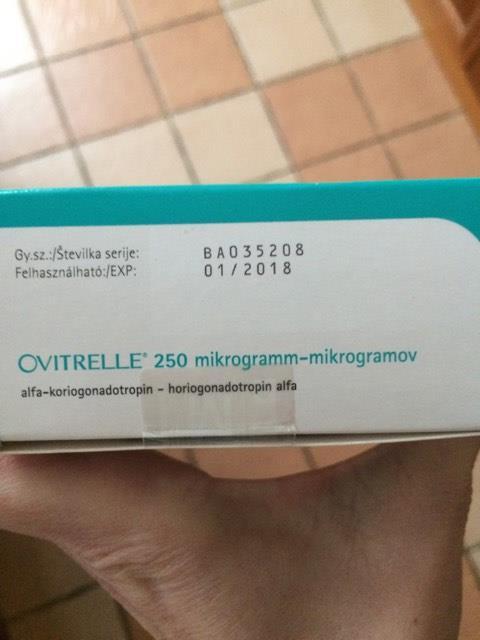 Gy.sz.:/Številka serije: BA035208
Felhasználható:/EXP: 01/2018
OVITRELLE® 250 mikrogramm-mikrogramov
alfa-koriogonadotropin - horiogonadotropin alfa